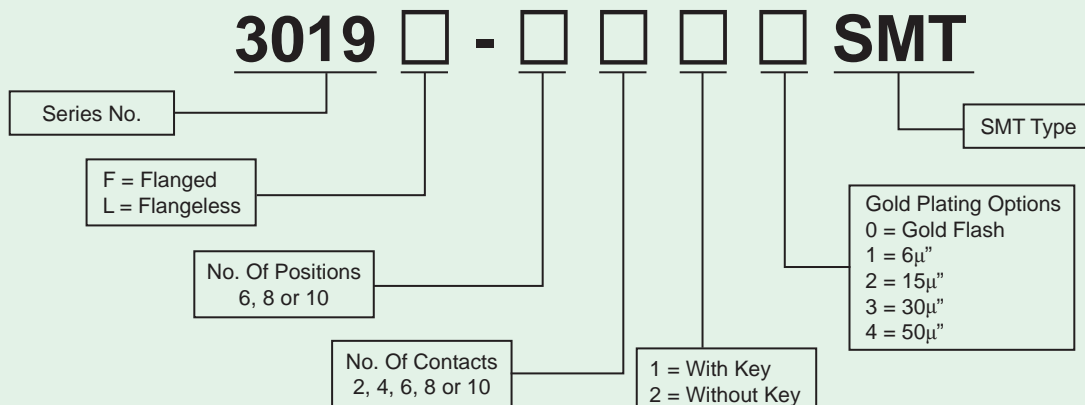 3019 - SMT
Series No.
SMT Type
F = Flanged
L = Flangeless
Gold Plating Options
0 = Gold Flash
1 = 6µ”
2 = 15µ”
3 = 30µ”
4 = 50µ”
No. Of Positions
6, 8 or 10
No. Of Contacts
2, 4, 6, 8 or 10
1 = With Key
2 = Without Key